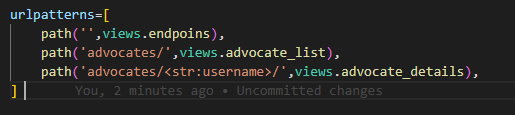 urlpatterns=[
path('',views.endpoins),
path('advocates/',views.advocate_list),
path('advocates/<str:username>/',views.advocate_details),
] You, 2 minutes ago • Uncommitted changes